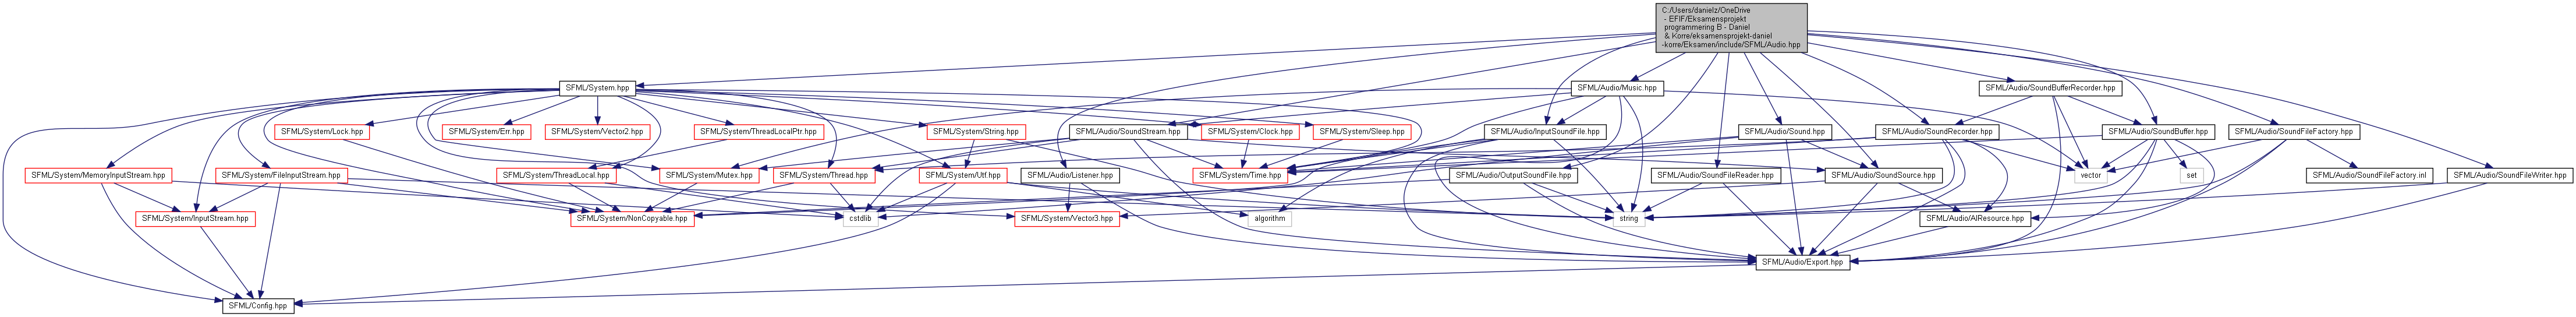 C:/Users/danielz/OneDrive
- EFIF/Eksamensprojekt
programmering B - Daniel
& Korre/eksamensprojekt-daniel
-korre/Eksamen/include/SFML/Audio.hpp
SFML/System.hpp
SFML/Audio/Music.hpp
SFML/Audio/SoundBufferRecorder.hpp
SFML/System/Lock.hpp
SFML/System/Err.hpp
SFML/System/Vector2.hpp
SFML/System/ThreadLocalPtr.hpp
SFML/System/String.hpp
SFML/Audio/SoundStream.hpp
SFML/System/Clock.hpp
SFML/System/Sleep.hpp
SFML/Audio/InputSoundFile.hpp
SFML/Audio/Sound.hpp
SFML/Audio/SoundRecorder.hpp
SFML/Audio/SoundBuffer.hpp
SFML/Audio/SoundFileFactory.hpp
SFML/System/MemoryInputStream.hpp
SFML/System/FileInputStream.hpp
SFML/System/ThreadLocal.hpp
SFML/System/Mutex.hpp
SFML/System/Thread.hpp
SFML/System/Utf.hpp
SFML/Audio/Listener.hpp
SFML/System/Time.hpp
SFML/Audio/OutputSoundFile.hpp
SFML/Audio/SoundFileReader.hpp
SFML/Audio/SoundSource.hpp
vector
set
SFML/Audio/SoundFileFactory.inl
SFML/Audio/SoundFileWriter.hpp
SFML/System/InputStream.hpp
SFML/System/NonCopyable.hpp
cstdlib
SFML/System/Vector3.hpp
algorithm
string
SFML/Audio/AlResource.hpp
SFML/Audio/Export.hpp
SFML/Config.hpp